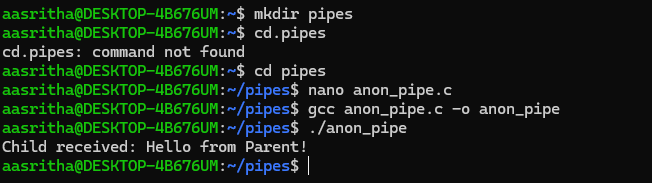 aasritha@DESKTOP-4B676UM:~$ mkdir pipes
aasritha@DESKTOP-4B676UM:~$ cd.pipes
cd.pipes: command not found
aasritha@DESKTOP-4B676UM:~$ cd pipes
aasritha@DESKTOP-4B676UM:~/pipes$ nano anon_pipe.c
aasritha@DESKTOP-4B676UM:~/pipes$ gcc anon_pipe.c -o anon_pipe
aasritha@DESKTOP-4B676UM:~/pipes$ ./anon_pipe
Child received: Hello from Parent!
aasritha@DESKTOP-4B676UM:~/pipes$